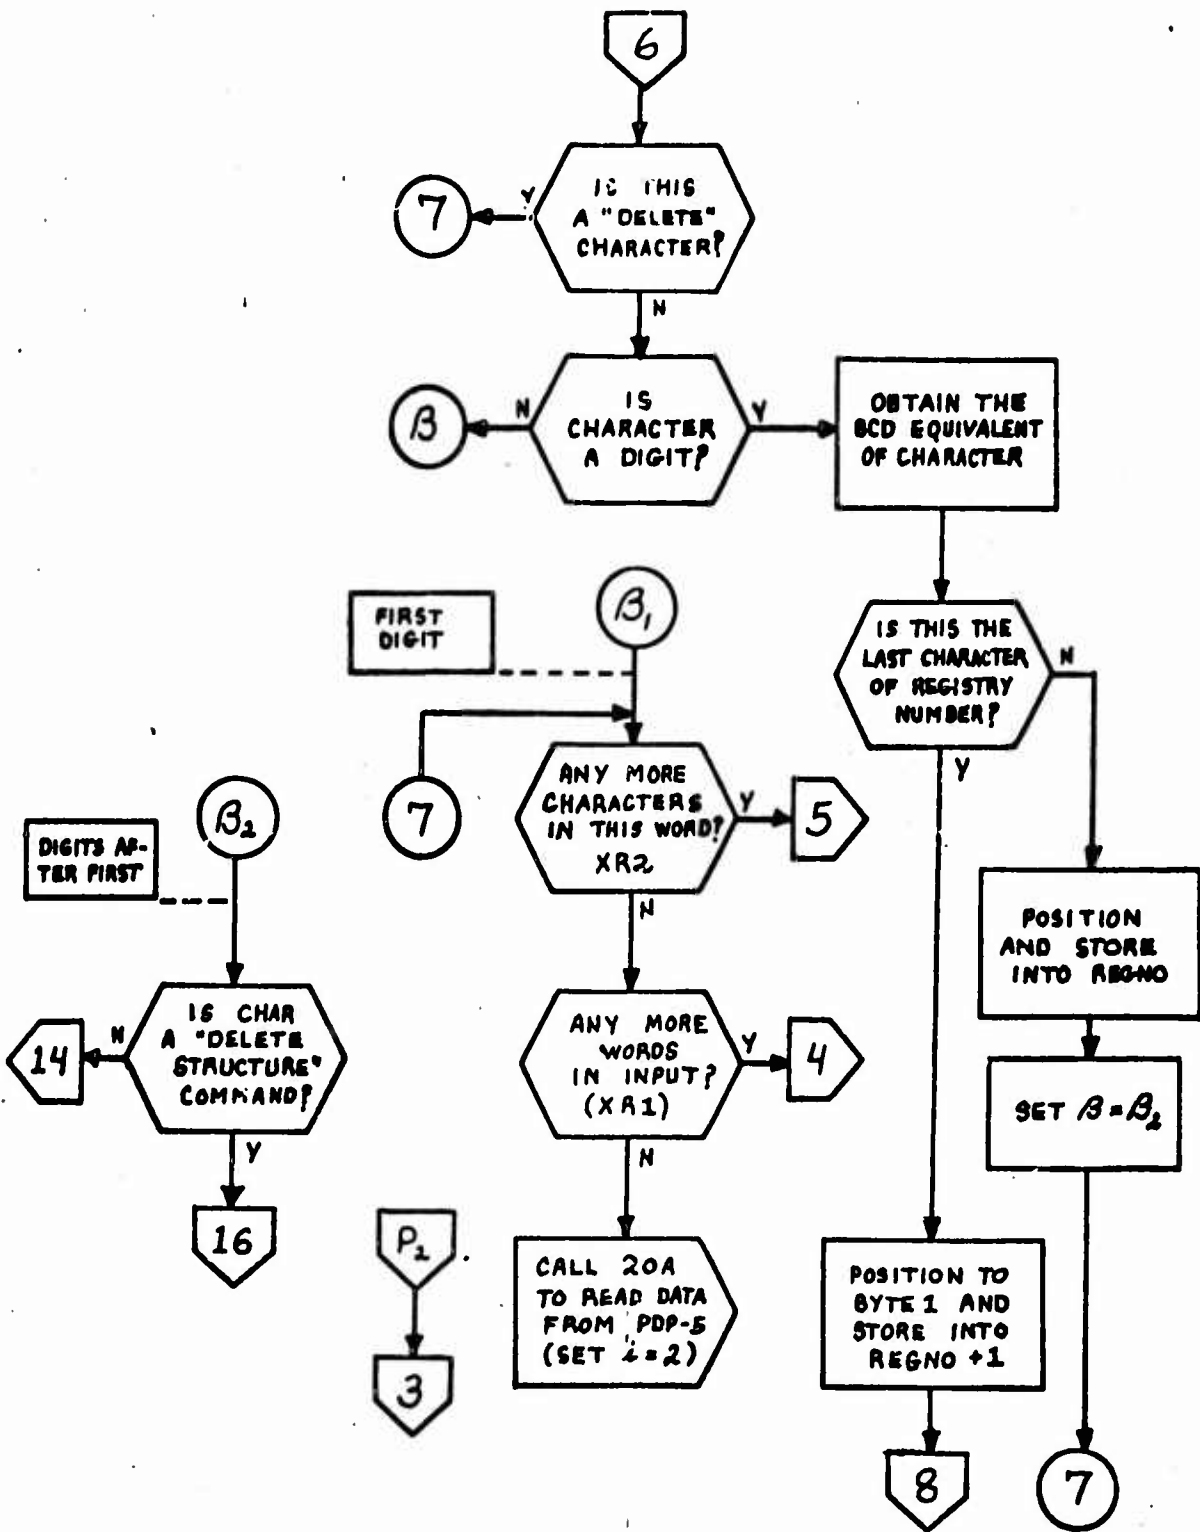 6
IS THIS
A "DELETE"
CHARACTER?
Y
7
N
IS
CHARACTER
A DIGIT?
N
β
Y
OBTAIN THE
BCD EQUIVALENT
OF CHARACTER
IS THIS THE
LAST CHARACTER
OF REGISTRY
NUMBER?
N
Y
FIRST
DIGIT
β₁
7
ANY MORE
CHARACTERS
IN THIS WORD?
XR2
Y
5
N
β₂
DIGITS AF-
TER FIRST
POSITION
AND STORE
INTO REGNO
IS CHAR
A "DELETE
STRUCTURE"
COMMAND?
N
14
Y
16
ANY MORE
WORDS
IN INPUT?
(XR1)
Y
4
N
SET β=β₂
P₂
3
CALL 20A
TO READ DATA
FROM PDP-5
(SET i=2)
POSITION TO
BYTE 1 AND
STORE INTO
REGNO +1
8
7